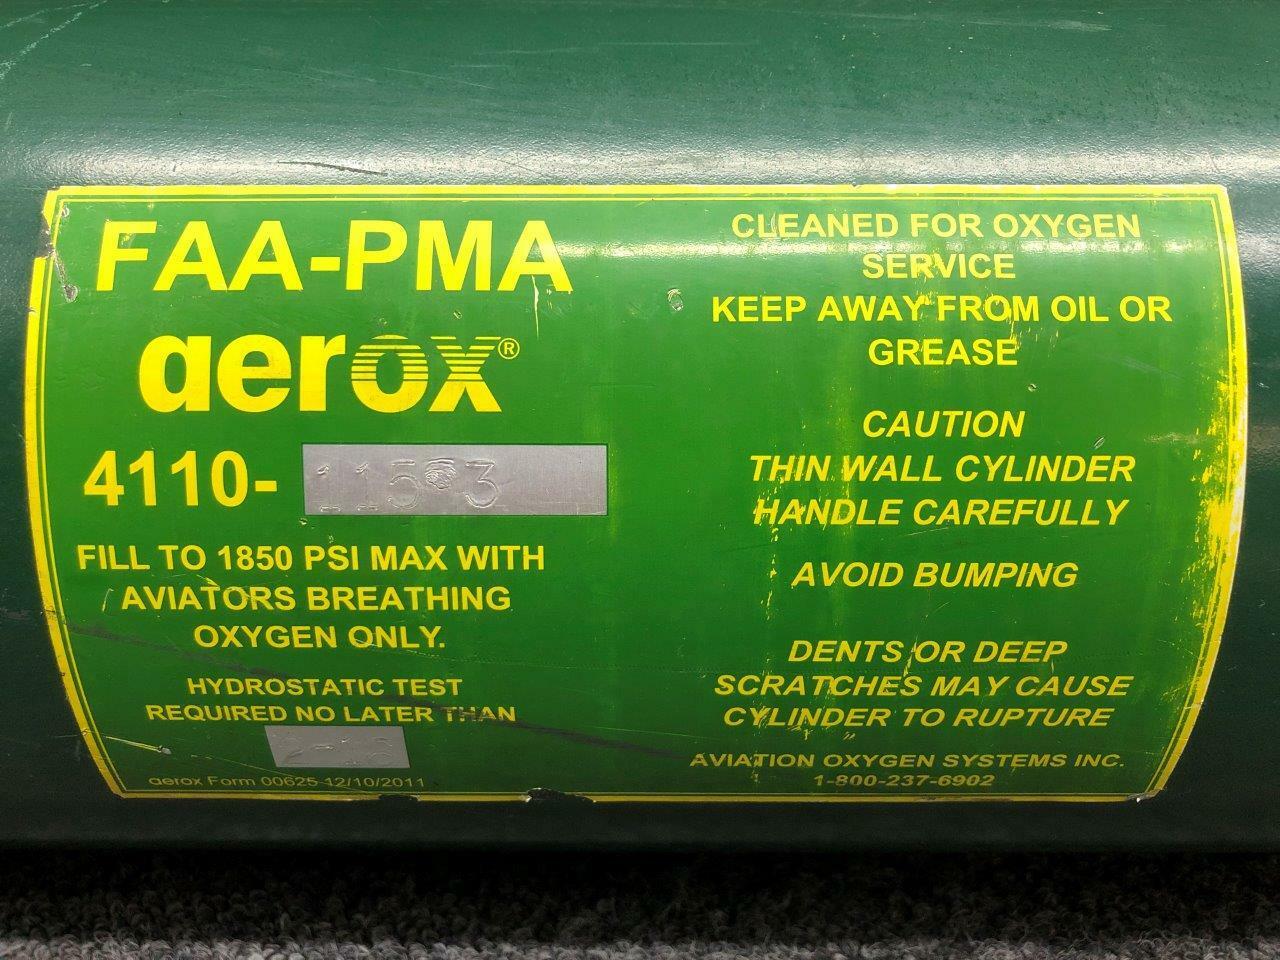 FAA-PMA
aerox®
4110-
FILL TO 1850 PSI MAX WITH
AVIATORS BREATHING
OXYGEN ONLY.
HYDROSTATIC TEST
REQUIRED NO LATER THAN
aerox Form 00625-12/10/2011
CLEANED FOR OXYGEN
SERVICE
KEEP AWAY FROM OIL OR
GREASE
CAUTION
THIN WALL CYLINDER
HANDLE CAREFULLY
AVOID BUMPING
DENTS OR DEEP
SCRATCHES MAY CAUSE
CYLINDER TO RUPTURE
AVIATION OXYGEN SYSTEMS INC.
1-800-237-6902